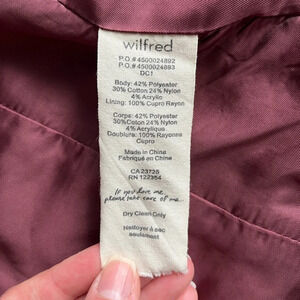 wilfred
P.O.# 4500024892
P.O.# 4500024893
DC1
Body: 42% Polyester
30% Cotton 24% Nylon
4% Acrylic
Lining: 100% Cupro Rayon
Corps: 42% Polyester
30%Coton 24% Nylon
4% Acrylique
Doublure: 100% Rayonne
Cupro
Made in China
Fabriqué en Chine
CA 23725
RN 122354
If you love me,
please take care of me.
Dry Clean Only
Nettoyer à sec
seulement